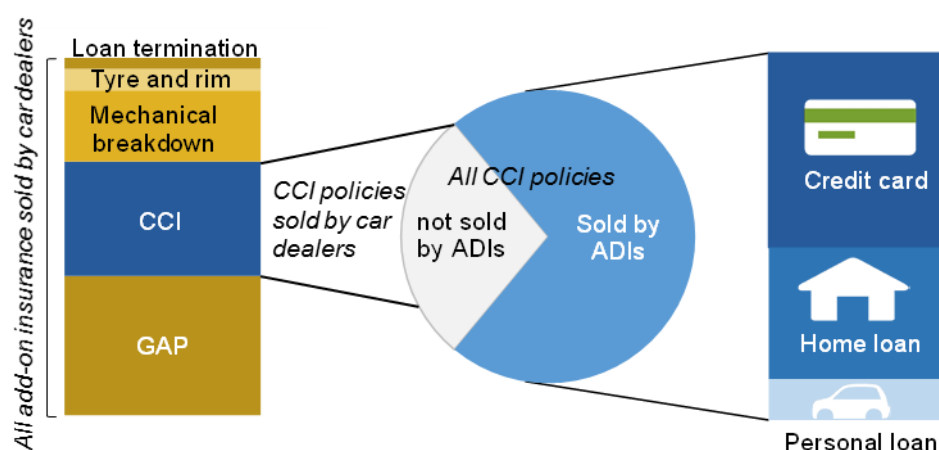 All add-on insurance sold by car dealers
Loan termination
Tyre and rim
Mechanical
breakdown
CCI
GAP
CCI policies
sold by car
dealers
All CCI policies
not sold
by ADIs
Sold by
ADIs
Credit card
Home loan
Personal loan